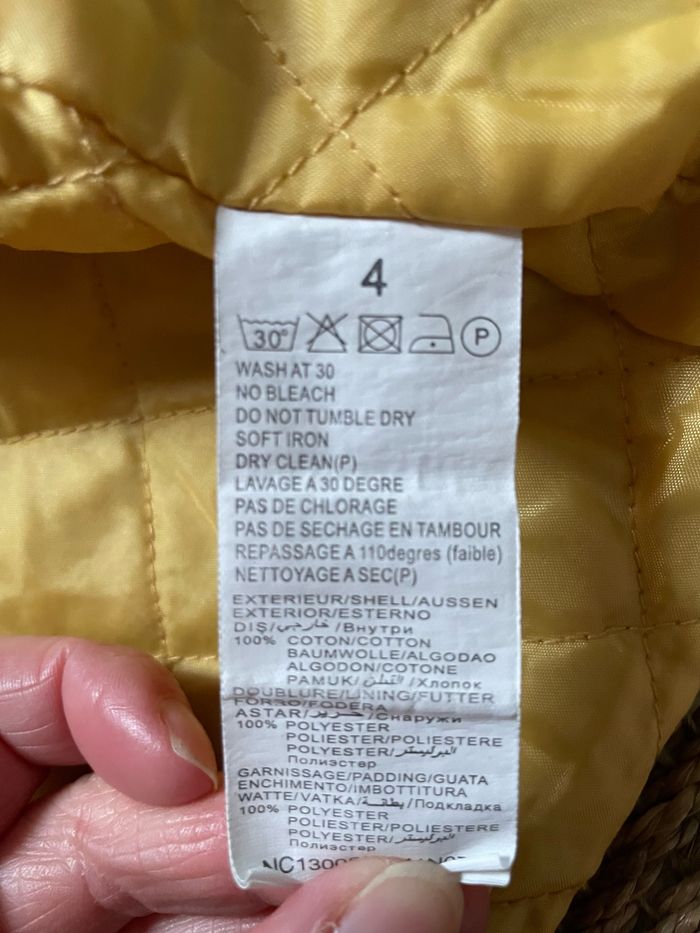 4
30° P
WASH AT 30
NO BLEACH
DO NOT TUMBLE DRY
SOFT IRON
DRY CLEAN(P)
LAVAGE A 30 DEGRE
PAS DE CHLORAGE
PAS DE SECHAGE EN TAMBOUR
REPASSAGE A 110degres (faible)
NETTOYAGE A SEC(P)
EXTERIEUR/SHELL/AUSSEN
EXTERIOR/ESTERNO
DIŞ/خارجي/Внутри
100% COTON/COTTON
BAUMWOLLE/ALGODAO
ALGODON/COTONE
PAMUK/القطن/Хлопок
DOUBLURE/LINING/FUTTER
FORSO/FODERA
ASTAR/حرير/Снаружи
100% POLYESTER
POLIESTER/POLIESTERE
POLYESTER/البرليستر
Полиэстер
GARNISSAGE/PADDING/GUATA
ENCHIMENTO/IMBOTTITURA
WATTE/VATKA/بطانة/Подкладка
100% POLYESTER
POLIESTER/POLIESTERE
POLYESTER/البرليستر
Полиэстер